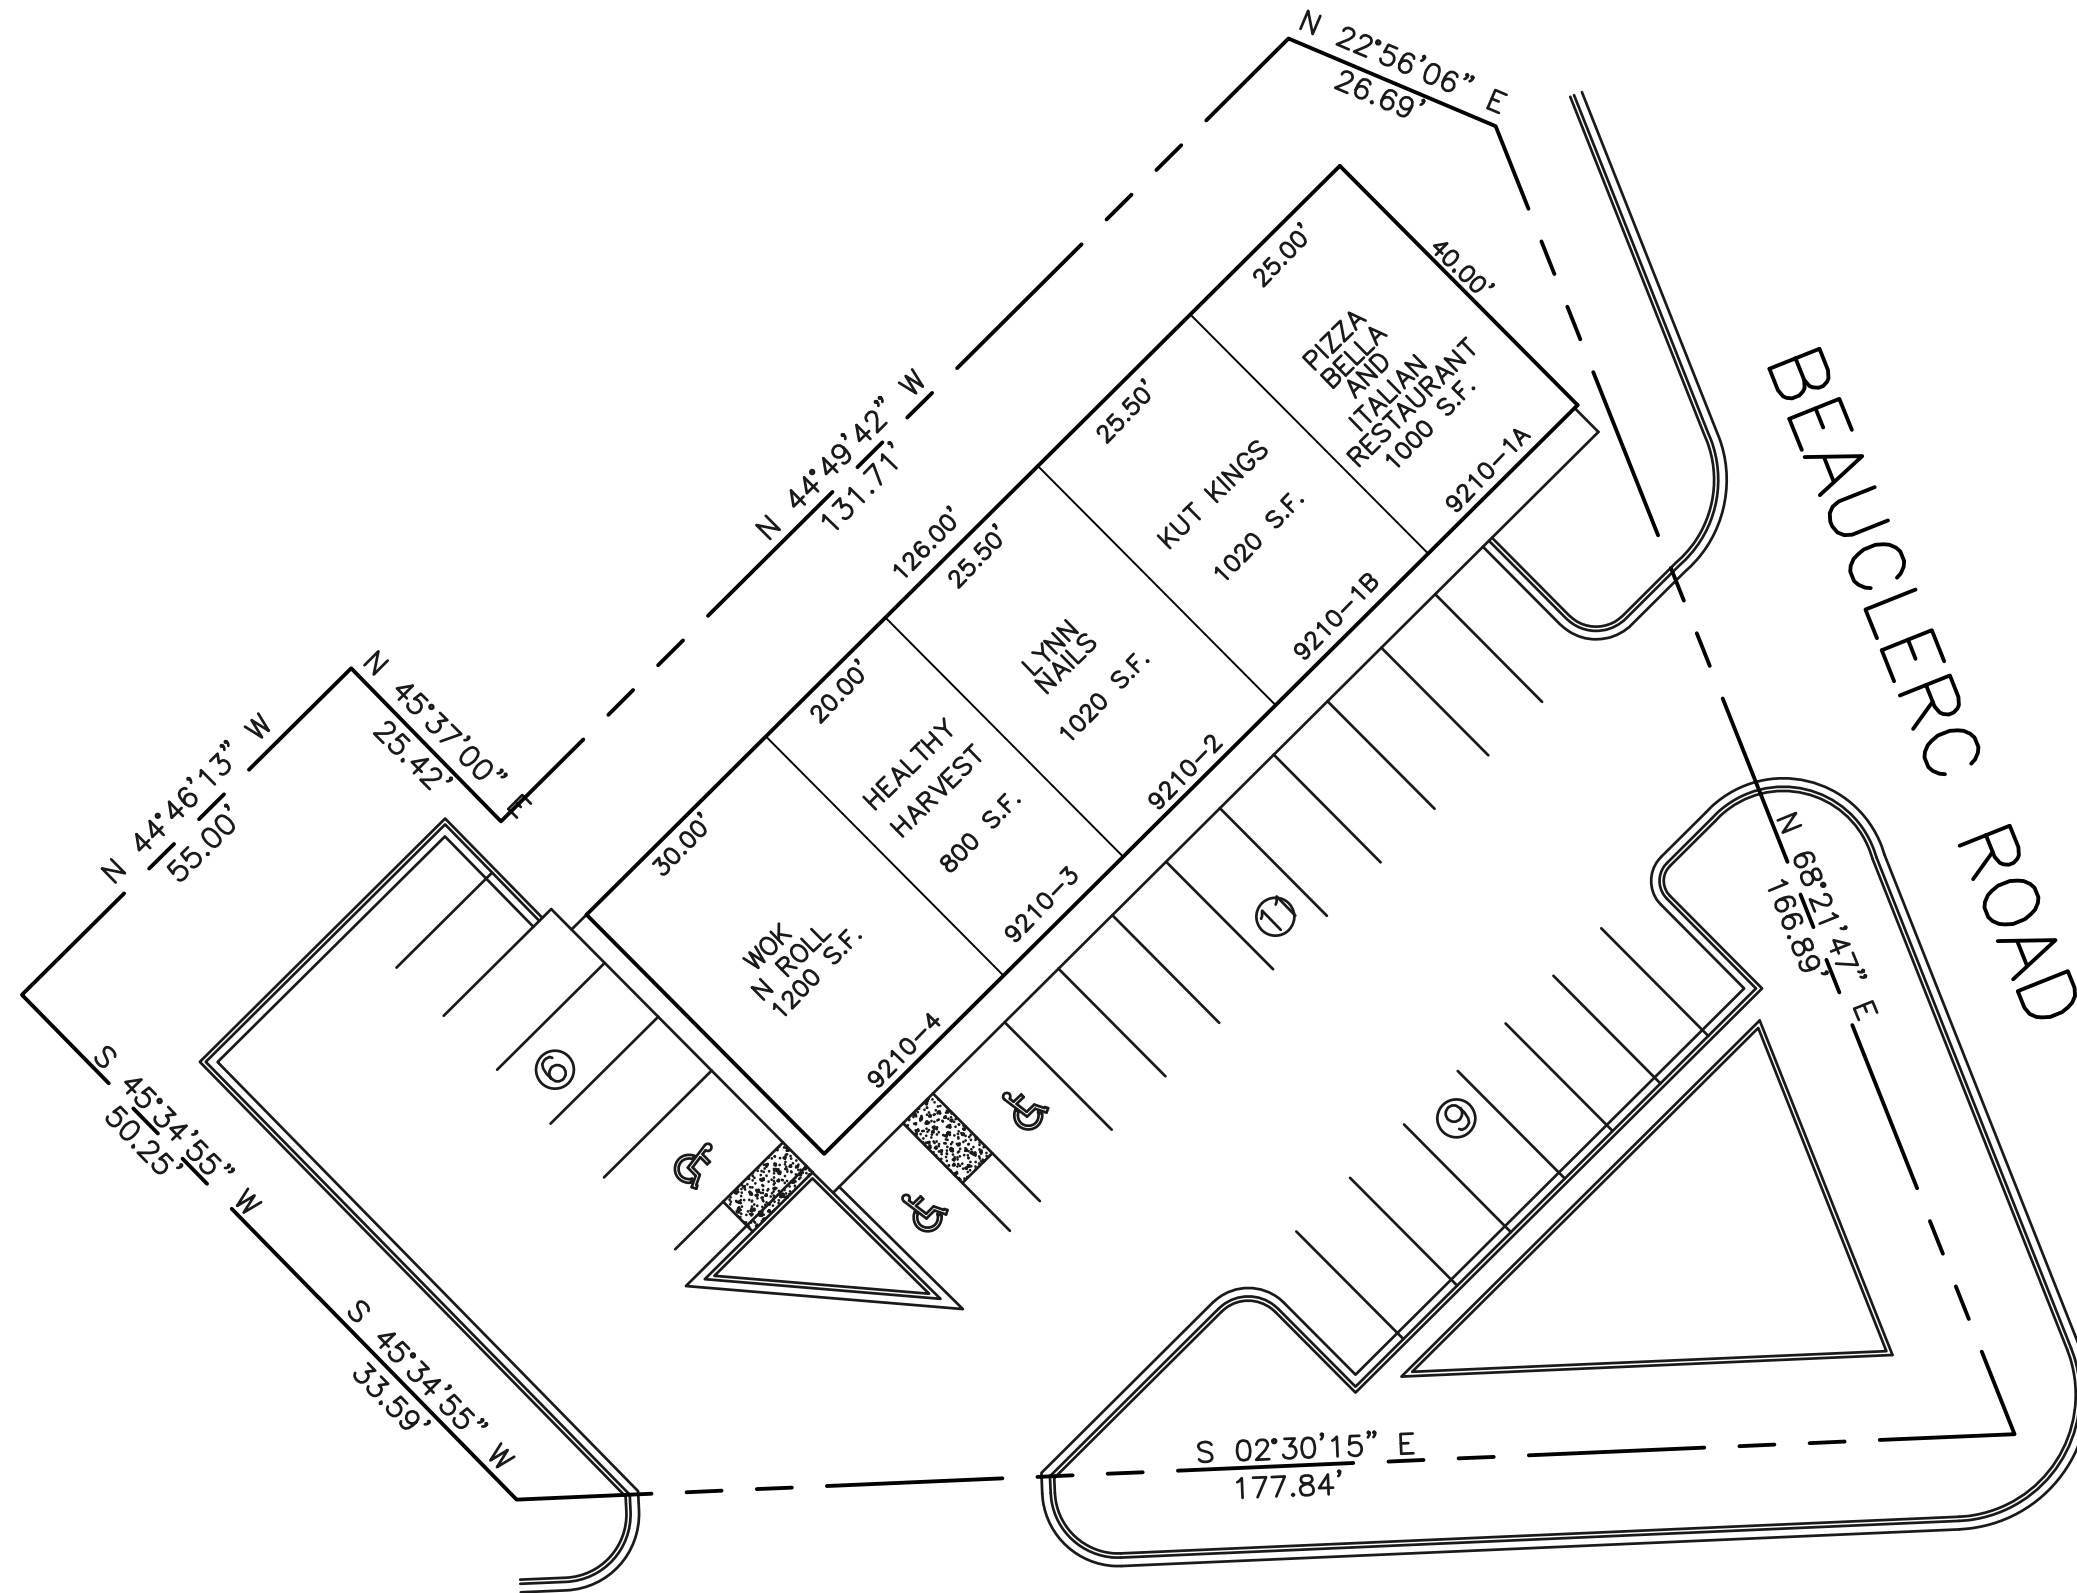 N 22°56'06" E
26.69'
N 44°49'42" W
131.71'
126.00'
25.00'
40.00'
PIZZA
BELLA
AND
ITALIAN
RESTAURANT
1000 S.F.
9210-1A
25.50'
KUT KINGS
1020 S.F.
9210-1B
25.50'
LYNN
NAILS
1020 S.F.
9210-2
20.00'
HEALTHY
HARVEST
800 S.F.
9210-3
30.00'
WOK
N ROLL
1200 S.F.
9210-4
N 45°37'00" E
25.42'
N 44°46'13" W
55.00'
S 45°34'55" W
50.25'
S 45°34'55" W
33.59'
6
11
9
BEAUCLERC ROAD
N 68°21'47" E
166.89'
S 02°30'15" E
177.84'